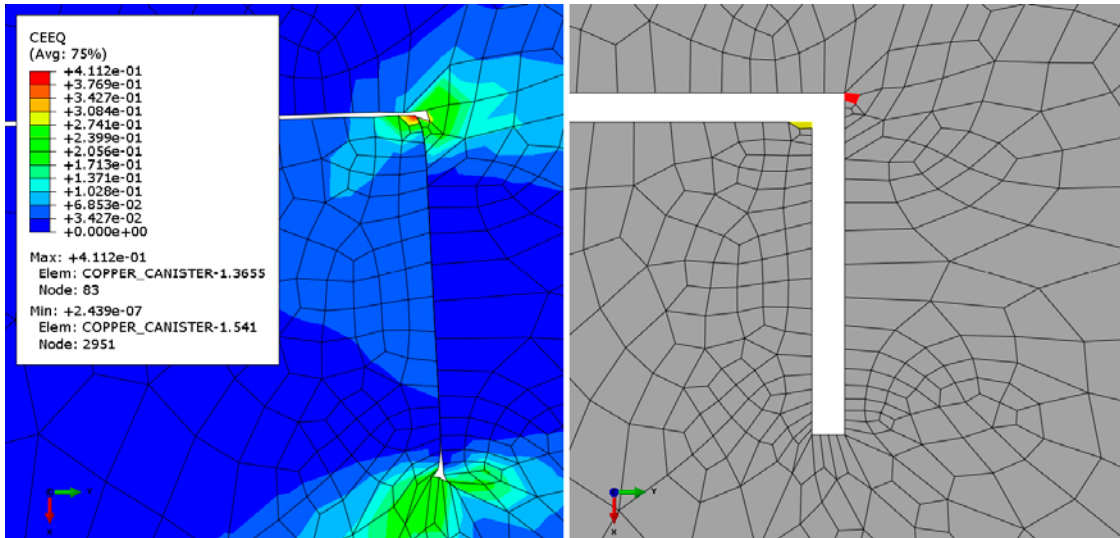 CEEQ
(Avg: 75%)
+4.112e-01
+3.769e-01
+3.427e-01
+3.084e-01
+2.741e-01
+2.399e-01
+2.056e-01
+1.713e-01
+1.371e-01
+1.028e-01
+6.853e-02
+3.427e-02
+0.000e+00
Max: +4.112e-01
Elem: COPPER_CANISTER-1.3655
Node: 83
Min: +2.439e-07
Elem: COPPER_CANISTER-1.541
Node: 2951
Y
X
Y
X